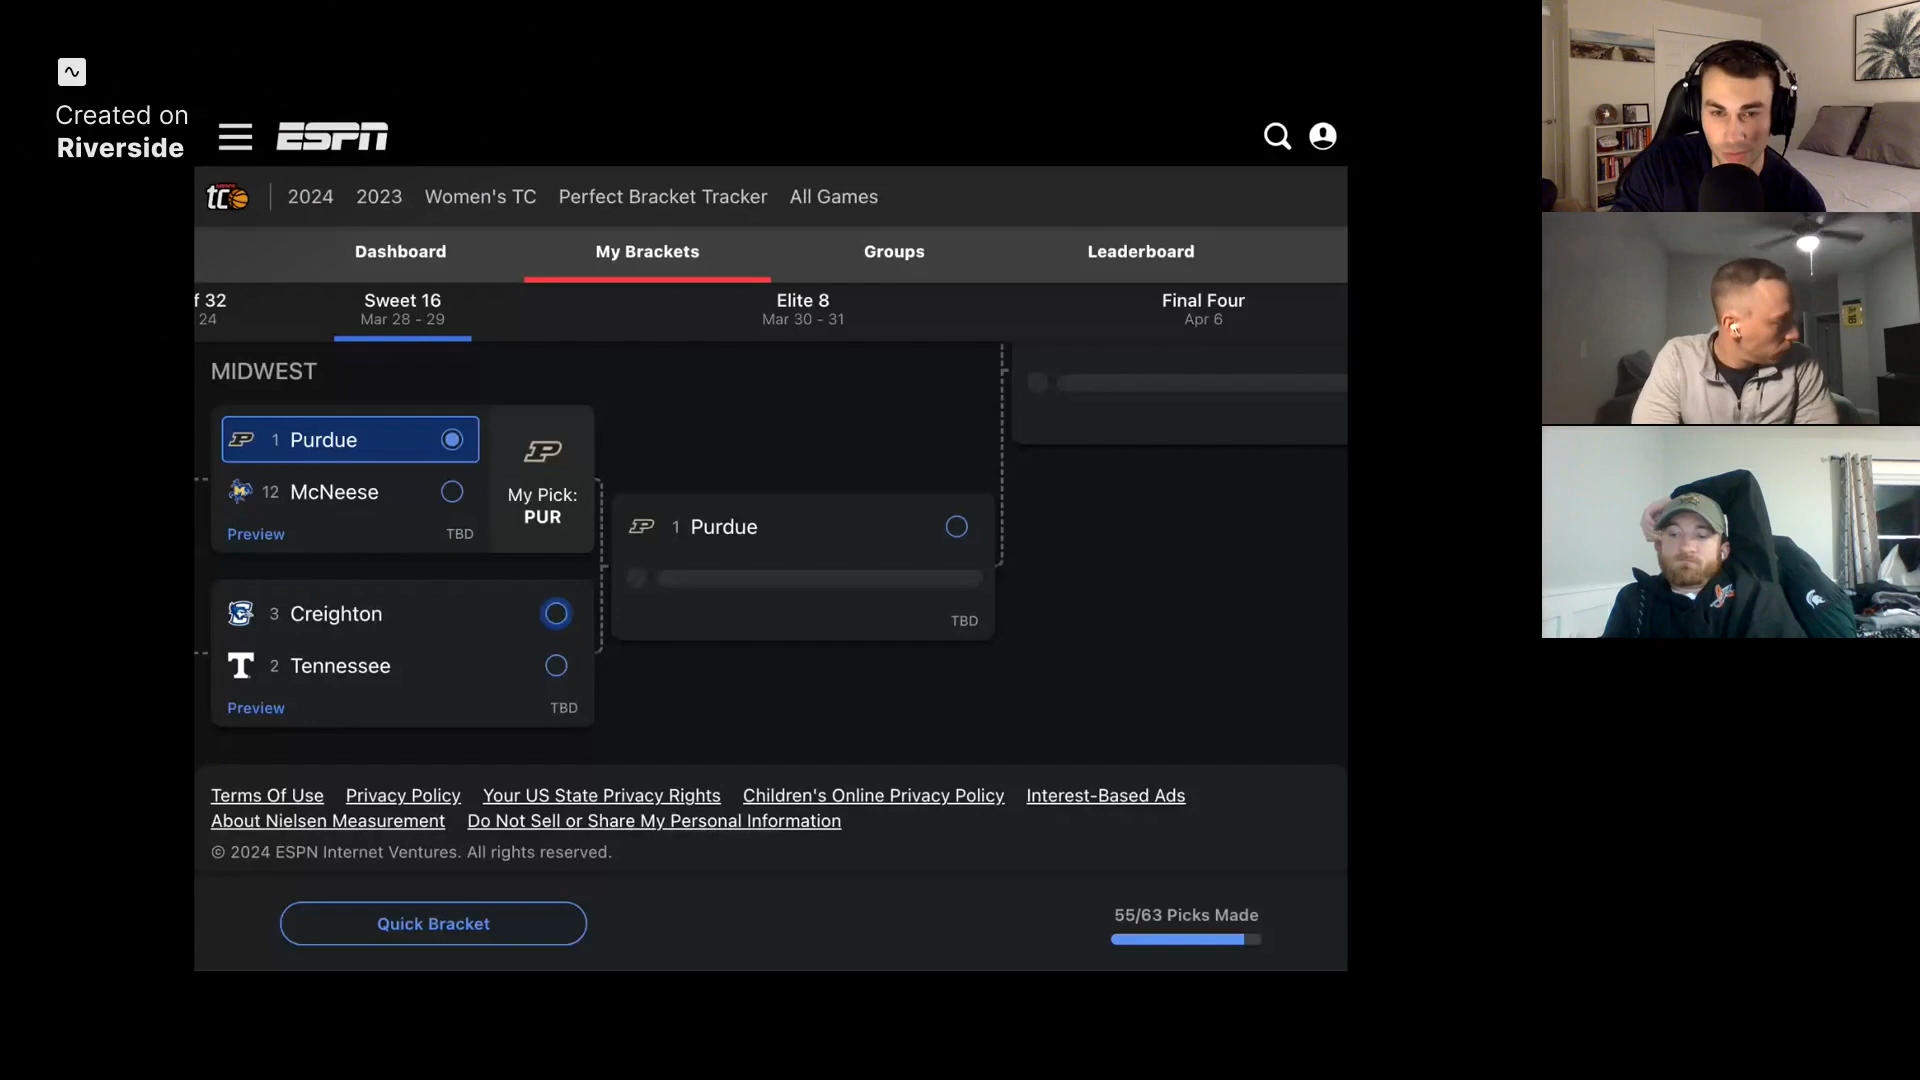 Created on
Riverside
ESPN
tc
2024 2023 Women's TC Perfect Bracket Tracker All Games
Dashboard My Brackets Groups Leaderboard
f 32 Sweet 16 Elite 8 Final Four
24 Mar 28 - 29 Mar 30 - 31 Apr 6
MIDWEST
1 Purdue
12 McNeese
Preview TBD
My Pick:
PUR
3 Creighton
T 2 Tennessee
Preview TBD
1 Purdue
TBD
Terms Of Use Privacy Policy Your US State Privacy Rights Children's Online Privacy Policy Interest-Based Ads
About Nielsen Measurement Do Not Sell or Share My Personal Information
© 2024 ESPN Internet Ventures. All rights reserved.
Quick Bracket
55/63 Picks Made